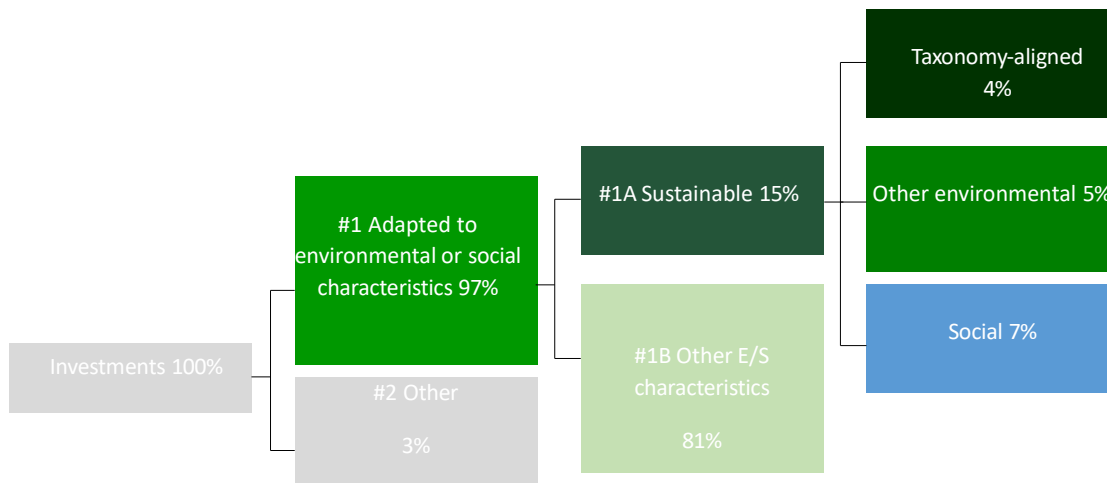 Investments 100%
#1 Adapted to
environmental or social
characteristics 97%
#2 Other
3%
#1A Sustainable 15%
#1B Other E/S
characteristics
81%
Taxonomy-aligned
4%
Other environmental 5%
Social 7%